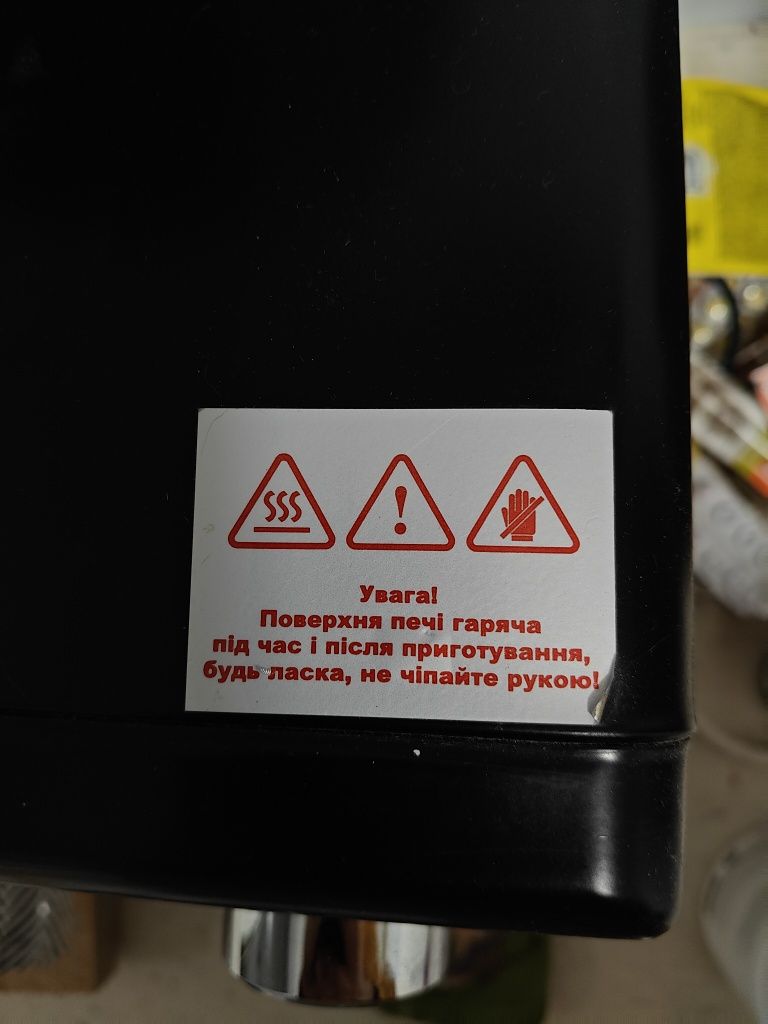 Увага!
Поверхня печі гаряча
під час і після приготування,
будь ласка, не чіпайте рукою!